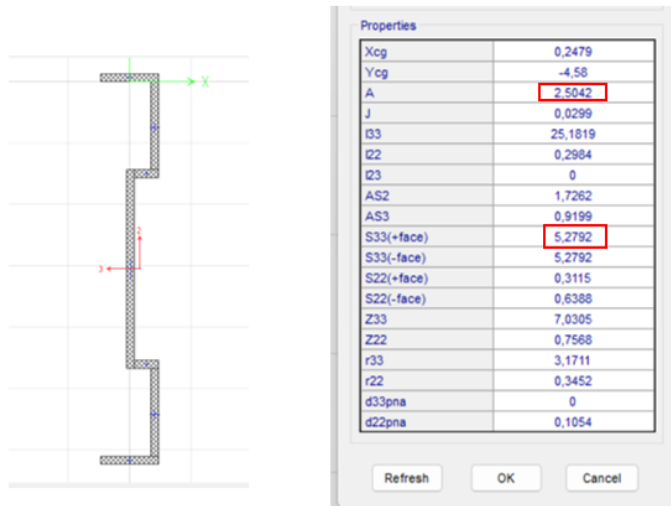 X
2
3
Properties
Xcg 0,2479
Ycg -4,58
A 2,5042
J 0,0299
I33 25,1819
I22 0,2984
I23 0
AS2 1,7262
AS3 0,9199
S33(+face) 5,2792
S33(-face) 5,2792
S22(+face) 0,3115
S22(-face) 0,6388
Z33 7,0305
Z22 0,7568
r33 3,1711
r22 0,3452
d33pna 0
d22pna 0,1054
Refresh OK Cancel